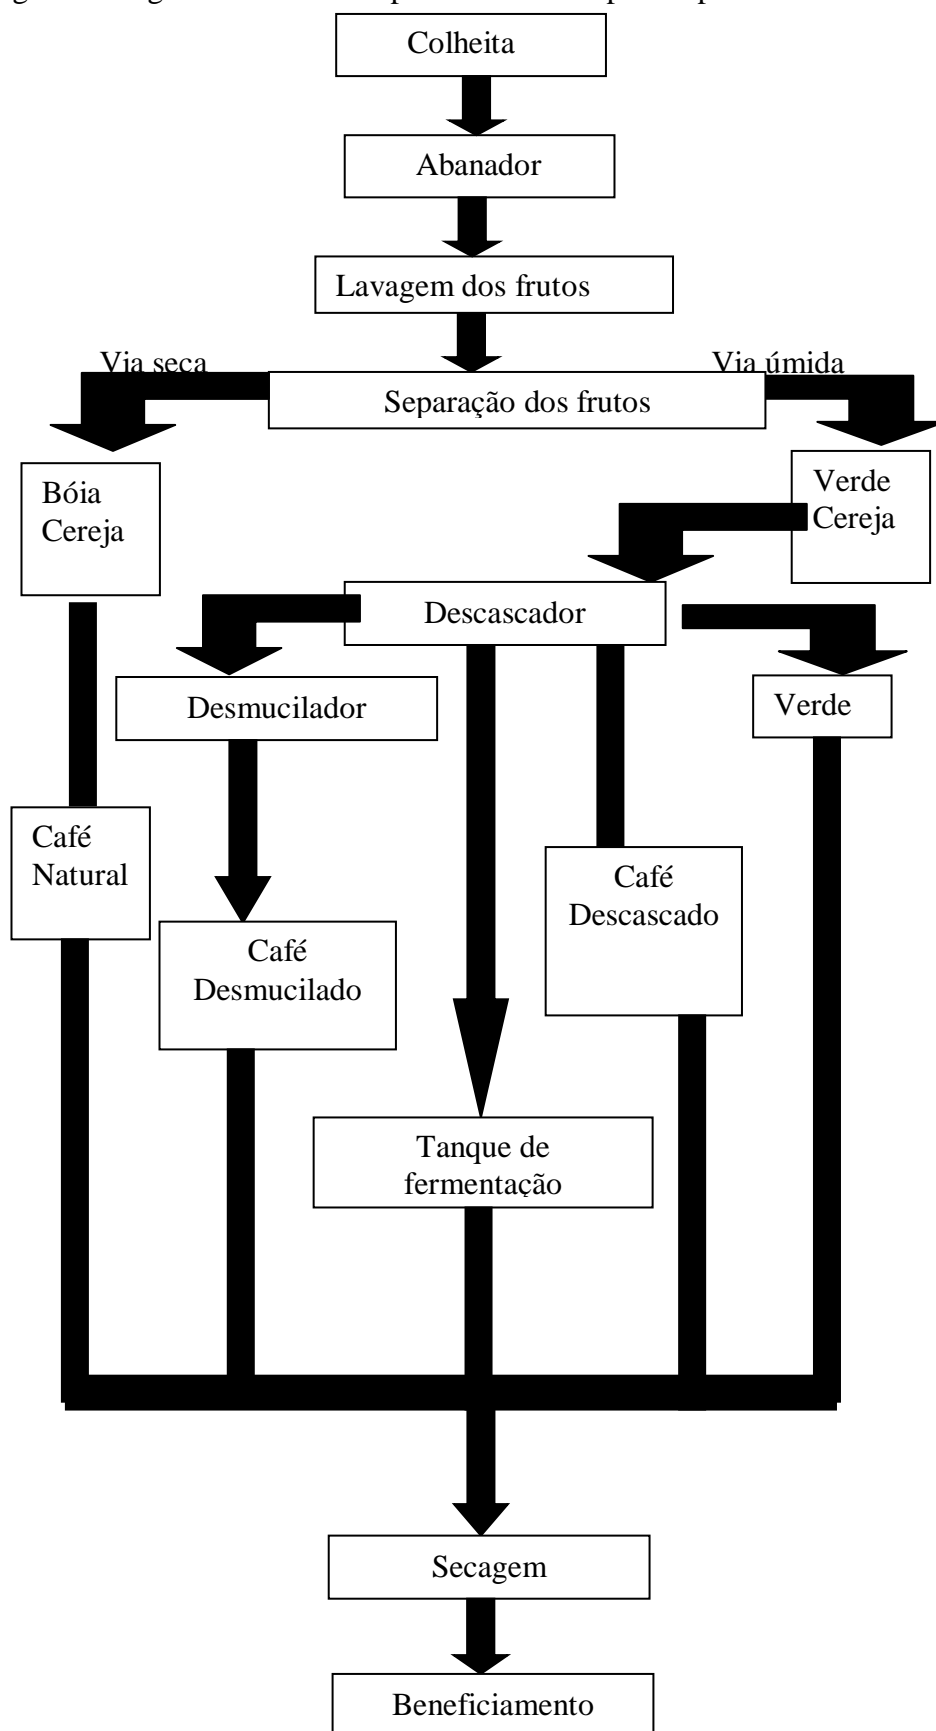 Colheita
Abanador
Lavagem dos frutos
Via seca
Via úmida
Separação dos frutos
Bóia
Cereja
Verde
Cereja
Descascador
Desmucilador
Verde
Café
Natural
Café
Descascado
Café
Desmucilado
Tanque de
fermentação
Secagem
Beneficiamento